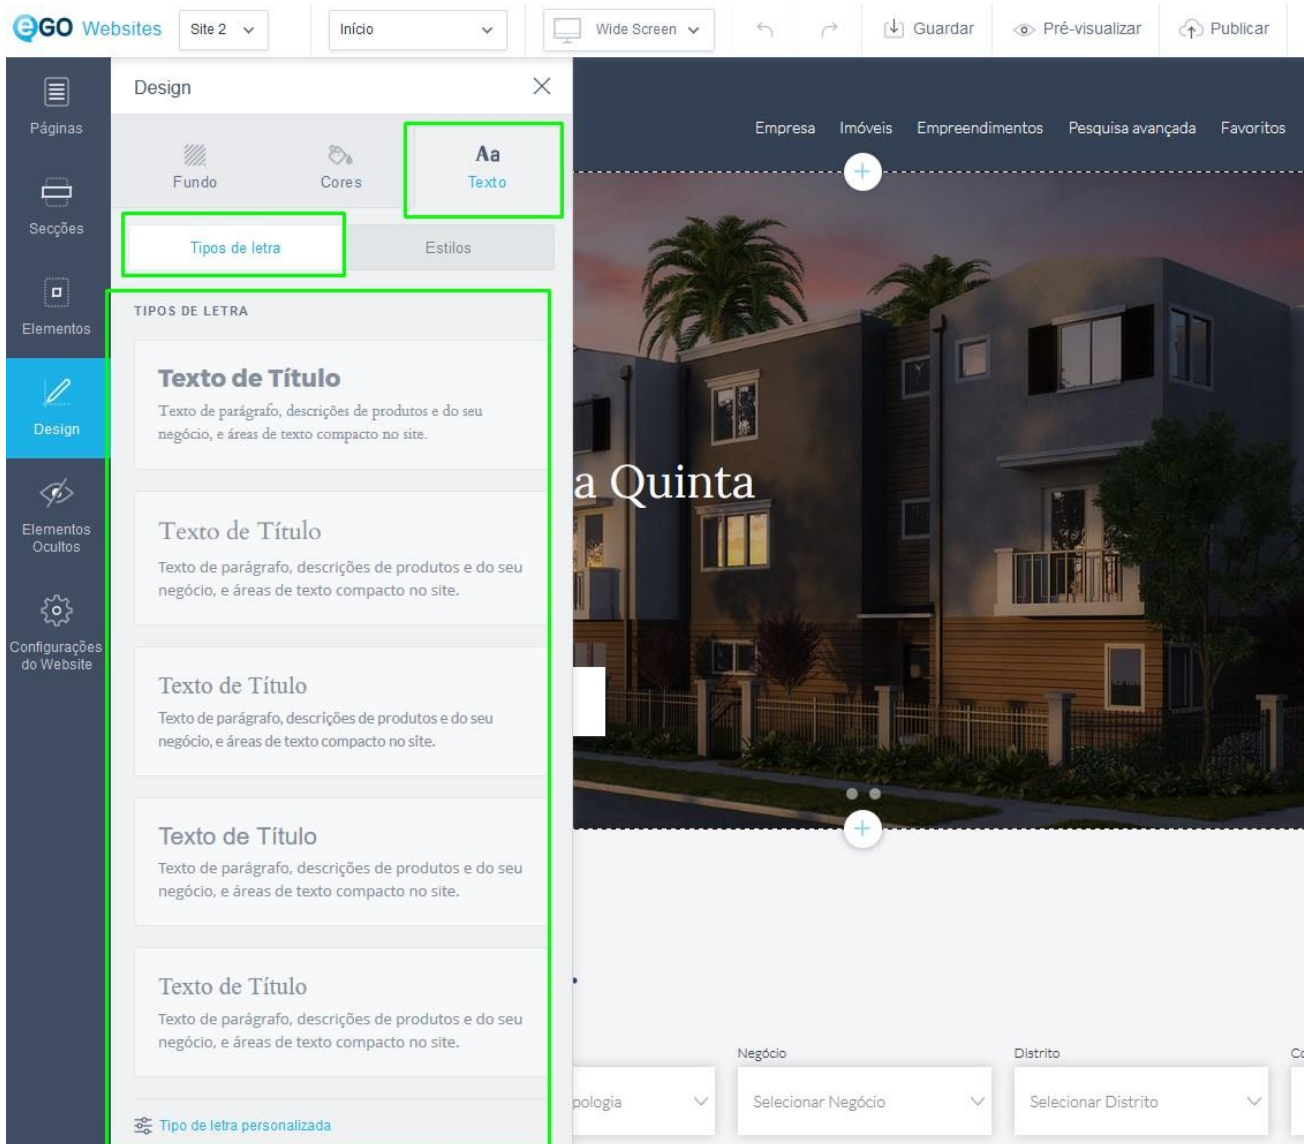 eGO Websites
Site 2
Início
Wide Screen
Guardar
Pré-visualizar
Publicar
Páginas
Secções
Elementos
Design
Elementos
Ocultos
Configurações
do Website
Design
Fundo
Cores
Aa
Texto
Tipos de letra
Estilos
TIPOS DE LETRA
Texto de Título
Texto de parágrafo, descrições de produtos e do seu
negócio, e áreas de texto compacto no site.
Texto de Título
Texto de parágrafo, descrições de produtos e do seu
negócio, e áreas de texto compacto no site.
Texto de Título
Texto de parágrafo, descrições de produtos e do seu
negócio, e áreas de texto compacto no site.
Texto de Título
Texto de parágrafo, descrições de produtos e do seu
negócio, e áreas de texto compacto no site.
Texto de Título
Texto de parágrafo, descrições de produtos e do seu
negócio, e áreas de texto compacto no site.
Tipo de letra personalizada
Empresa Imóveis Empreendimentos Pesquisa avançada Favoritos
a Quinta
Negócio
Distrito
Co
pologia
Selecionar Negócio
Selecionar Distrito